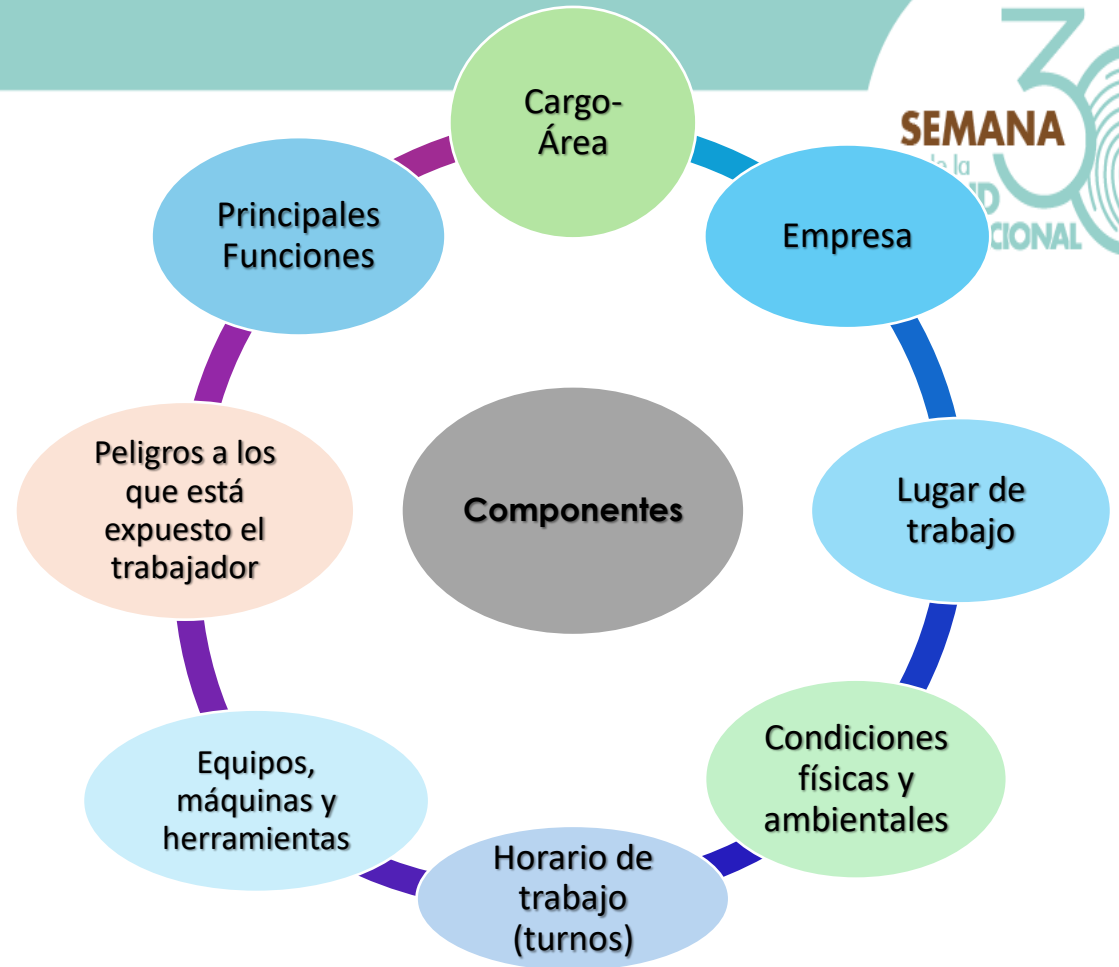 Cargo-
Área
SEMANA
Empresa
CIONAL
Lugar de
trabajo
Condiciones
físicas y
ambientales
Horario de
trabajo
(turnos)
Equipos,
máquinas y
herramientas
Peligros a los
que está
expuesto el
trabajador
Principales
Funciones
Componentes